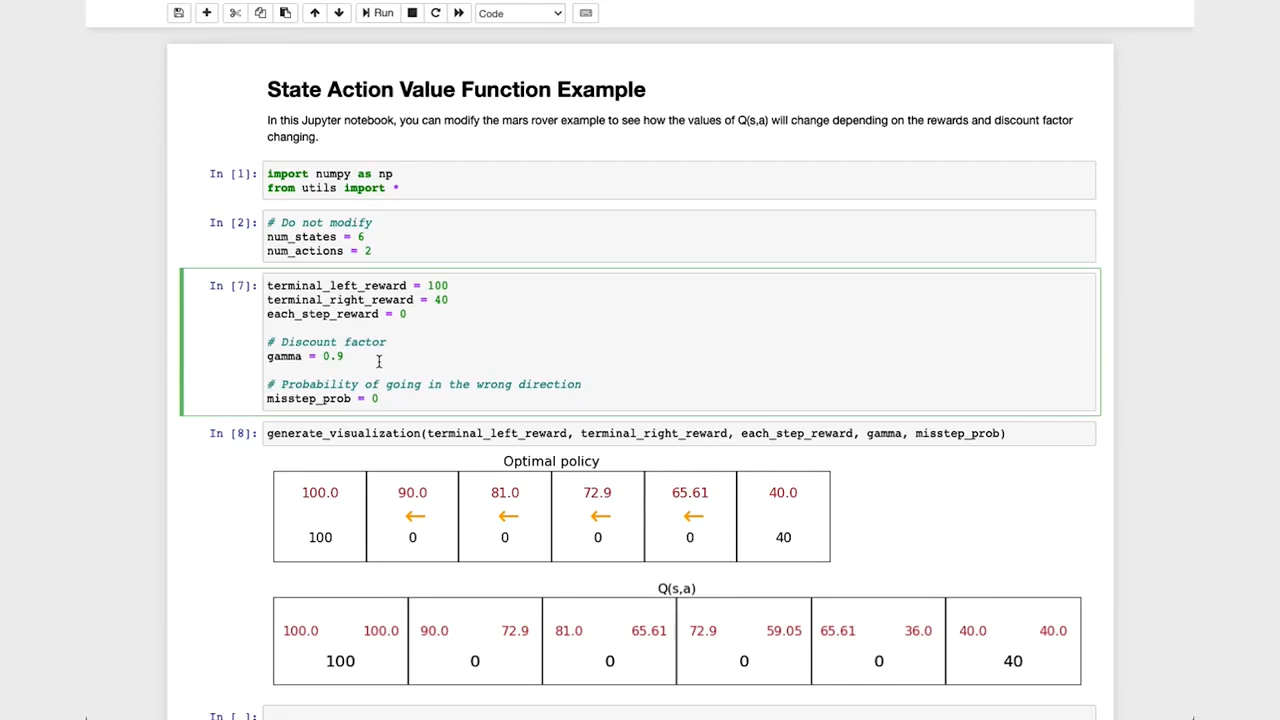 Run
Code
State Action Value Function Example
In this Jupyter notebook, you can modify the mars rover example to see how the values of Q(s,a) will change depending on the rewards and discount factor
changing.
In [1]: import numpy as np
from utils import *
In [2]: # Do not modify
num_states = 6
num_actions = 2
In [7]: terminal_left_reward = 100
terminal_right_reward = 40
each_step_reward = 0
# Discount factor
gamma = 0.9
# Probability of going in the wrong direction
misstep_prob = 0
In [8]: generate_visualization(terminal_left_reward, terminal_right_reward, each_step_reward, gamma, misstep_prob)
Optimal policy
100.0 90.0 81.0 72.9 65.61 40.0
← ← ← ←
100 0 0 0 0 40
Q(s,a)
100.0 100.0 90.0 72.9 81.0 65.61 72.9 59.05 65.61 36.0 40.0 40.0
100 0 0 0 0 40
In [ ]: